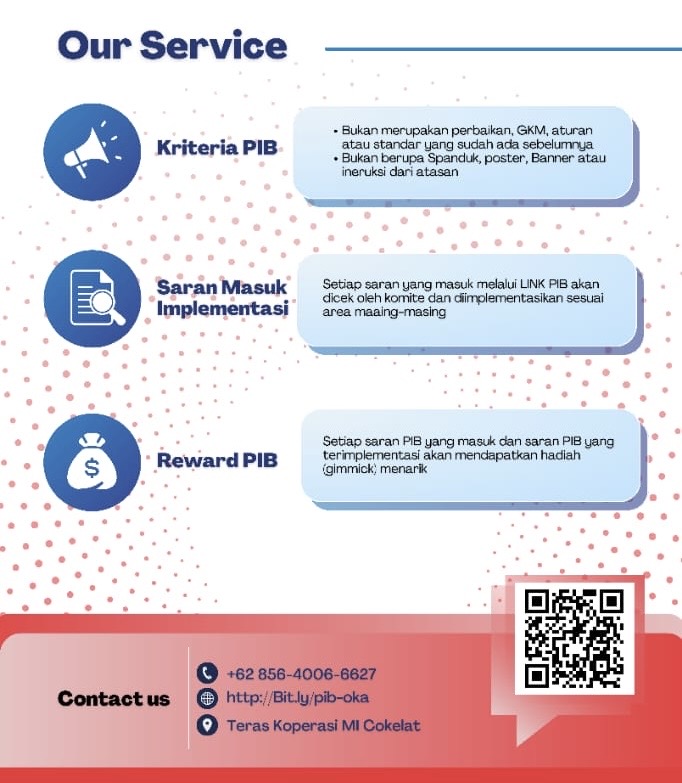 Our Service
Kriteria PIB
• Bukan merupakan perbaikan, GKM, aturan
atau standar yang sudah ada sebelumnya
• Bukan berupa Spanduk, poster, Banner atau
ineruksi dari atasan
Saran Masuk
Implementasi
Setiap saran yang masuk melalui LINK PIB akan
dicek oleh komite dan diimplementasikan sesuai
area maaing-masing
Reward PIB
$
Setiap saran PIB yang masuk dan saran PIB yang
terimplementasi akan mendapatkan hadiah
(gimmick) menarik
Contact us
+62 856-4006-6627
http://Bit.ly/pib-oka
Teras Koperasi MI Cokelat